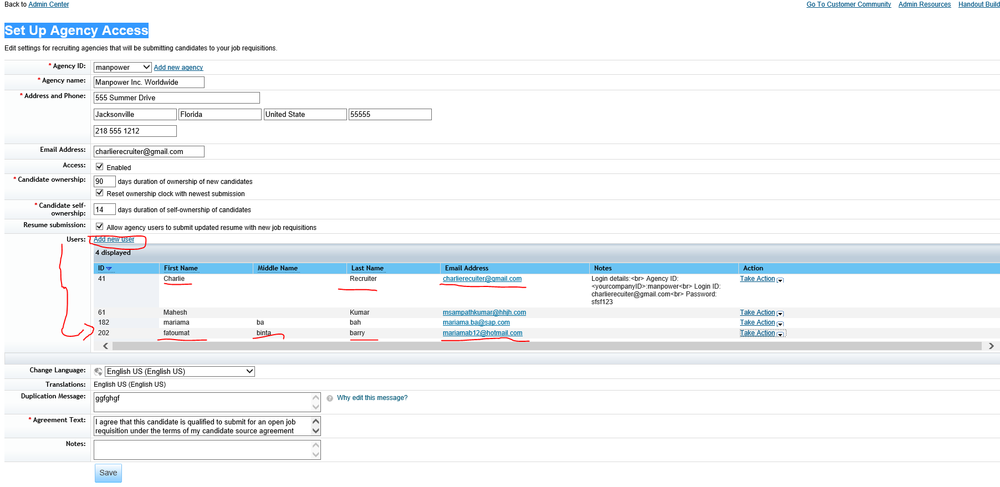 Back to Admin Center
Go To Customer Community Admin Resources Handout Build
Set Up Agency Access
Edit settings for recruiting agencies that will be submitting candidates to your job requisitions.
* Agency ID: manpower Add new agency
* Agency name: Manpower Inc. Worldwide
* Address and Phone: 555 Summer Drive
Jacksonville Florida United State 55555
218 555 1212
Email Address: charlierecruiter@gmail.com
Access: Enabled
* Candidate ownership: 90 days duration of ownership of new candidates
Reset ownership clock with newest submission
* Candidate self-
ownership: 14 days duration of self-ownership of candidates
Resume submission: Allow agency users to submit updated resume with new job requisitions
Users: Add new user
4 displayed
ID First Name Middle Name Last Name Email Address Notes Action
41 Charlie Recruiter charlierecuiter@gmail.com Login details:<br> Agency ID: Take Action
<yourcompanyID>:manpower<br> Login ID:
charlierecuiter@gmail.com<br> Password:
sfsf123
61 Mahesh Kumar msampathkumar@hhjh.com Take Action
182 mariama ba bah mariama.ba@sap.com Take Action
202 fatoumat binta barry mariamab12@hotmail.com Take Action
Change Language: English US (English US)
Translations: English US (English US)
Duplication Message: ggfghgf Why edit this message?
* Agreement Text: I agree that this candidate is qualified to submit for an open job
requisition under the terms of my candidate source agreement
Notes:
Save